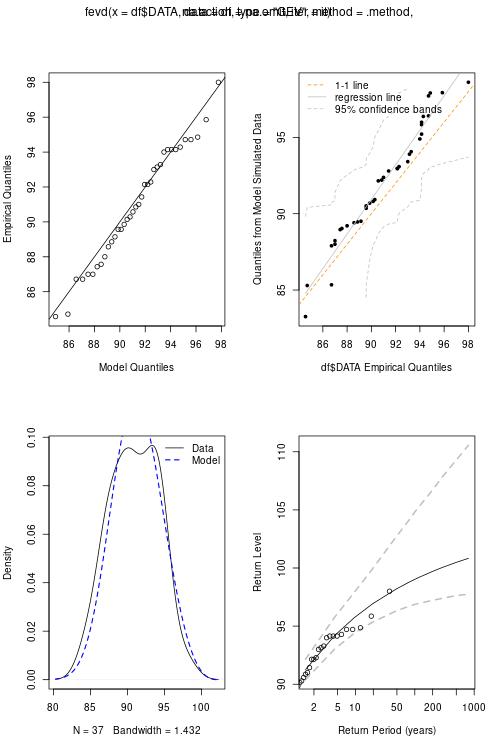 fevd(x = df$DATA, data = df, type = "GEV", method = .method,
98
96
94
92
90
88
86
86 88 90 92 94 96 98
Empirical Quantiles
Model Quantiles
1-1 line
regression line
95% confidence bands
95
90
85
86 88 90 92 94 96 98
Quantiles from Model Simulated Data
df$DATA Empirical Quantiles
Data
Model
0.10
0.08
0.06
0.04
0.02
0.00
80 85 90 95 100
Density
N = 37 Bandwidth = 1.432
110
105
100
95
90
2 5 10 50 200 1000
Return Level
Return Period (years)